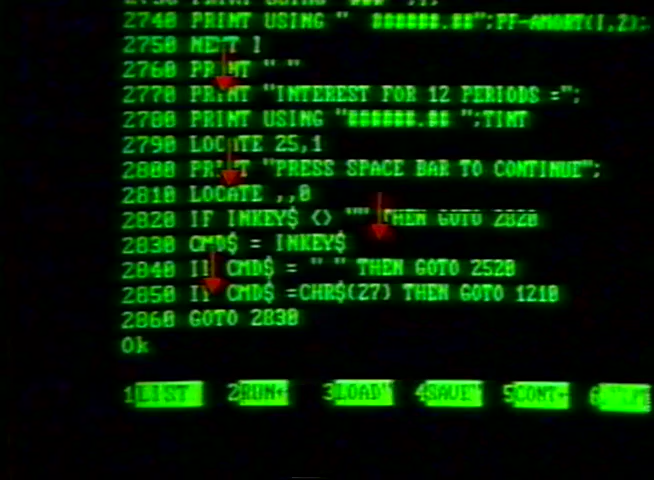 2740 PRINT USING " ######.##";PF-AMORT(I,2);
2750 NEXT I
2760 PRINT " "
2770 PRINT "INTEREST FOR 12 PERIODS =";
2780 PRINT USING "######.## ";TINT
2790 LOCATE 25,1
2800 PRINT "PRESS SPACE BAR TO CONTINUE";
2810 LOCATE ,,0
2820 IF INKEY$ <> "" THEN GOTO 2820
2830 CMD$ = INKEY$
2840 IF CMD$ = " " THEN GOTO 2520
2850 IF CMD$ =CHR$(27) THEN GOTO 1210
2860 GOTO 2830
Ok
1LIST 2RUN← 3LOAD" 4SAVE" 5CONT← 6